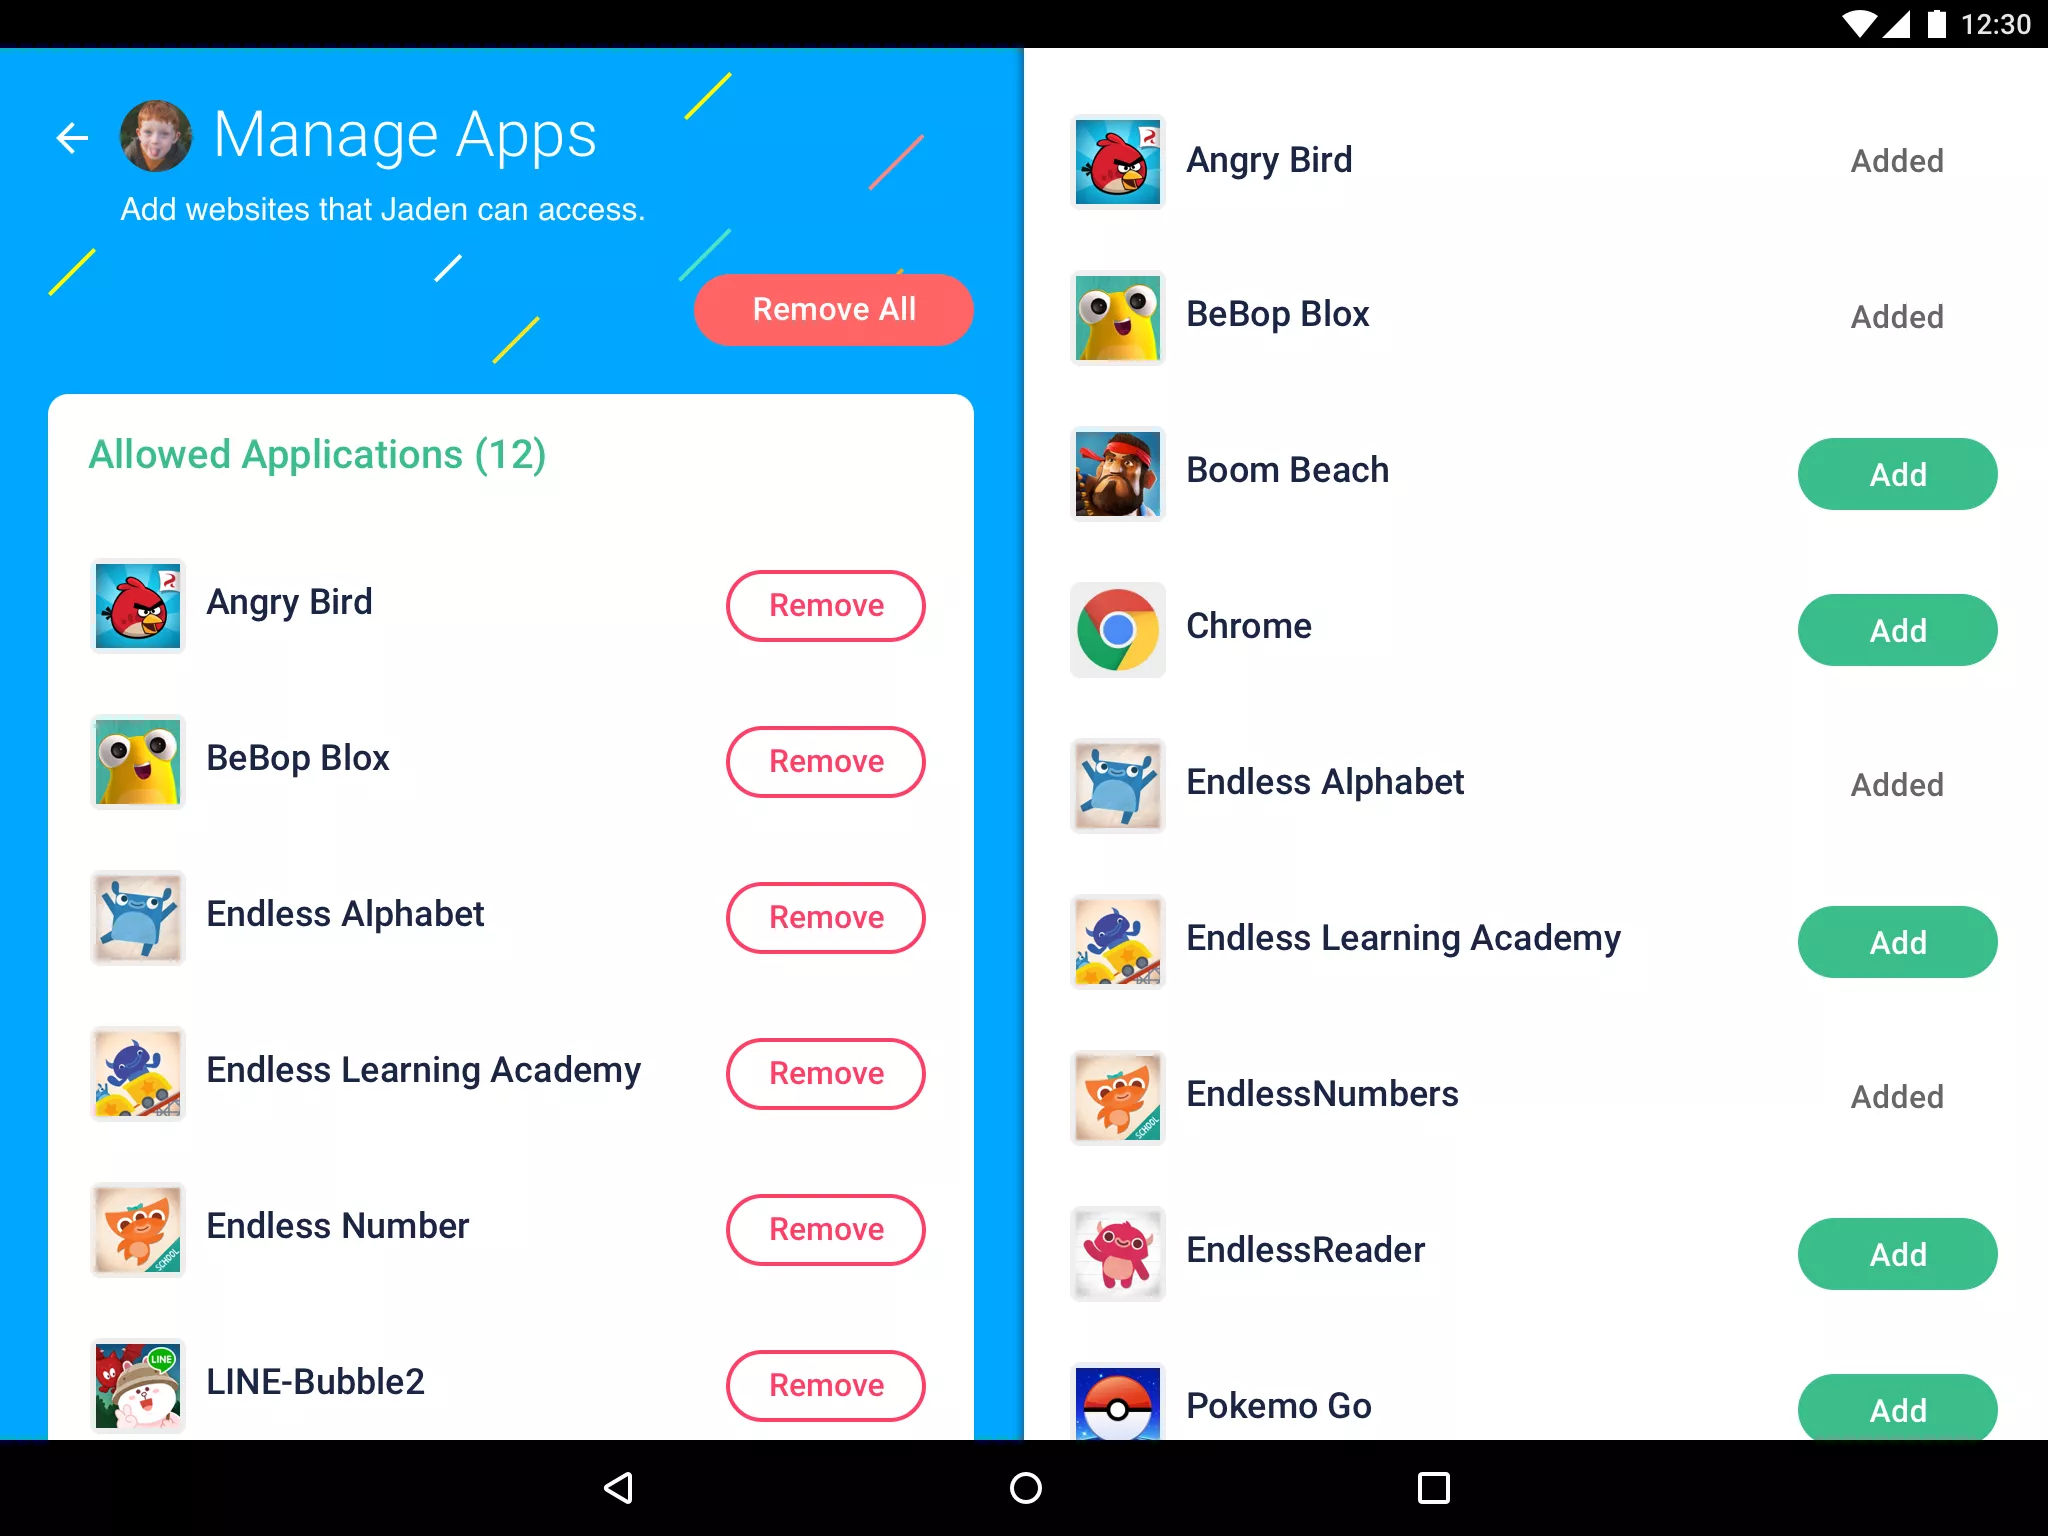 12:30
Manage Apps
Add websites that Jaden can access.
Remove All
Allowed Applications (12)
Angry Bird
Remove
BeBop Blox
Remove
Endless Alphabet
Remove
Endless Learning Academy
Remove
SCHOOL
Endless Number
Remove
LINE
LINE-Bubble2
Remove
Angry Bird
Added
BeBop Blox
Added
Boom Beach
Add
Chrome
Add
Endless Alphabet
Added
Endless Learning Academy
Add
SCHOOL
EndlessNumbers
Added
EndlessReader
Add
Pokemo Go
Add